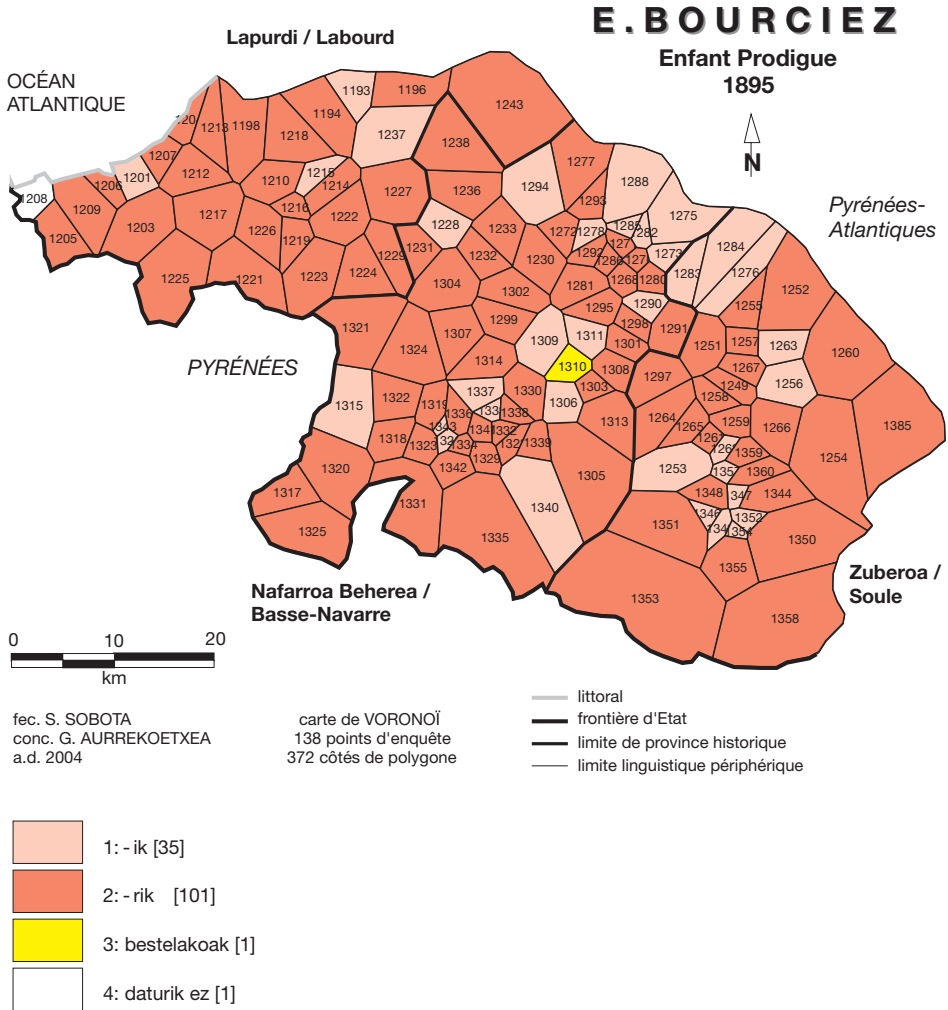 E. BOURCIEZ
Lapurdi / Labourd
Enfant Prodigue
1895
OCÉAN
ATLANTIQUE
N
Pyrénées-
Atlantiques
PYRÉNÉES
1193 1196 1243
1213 1198 1218 1194 1237 1238
1207 1212 1210 1215 1214 1227 1236 1294 1277 1288
1208 1206 1201 1209 1203 1217 1216 1222 1228 1293 1275
1205 1226 1219 1231 1229 1232 1233 1230 1272 1278 1285 1282 1273 1284
1225 1221 1223 1224 1304 1302 1281 1292 1286 1268 1280 1283 1276 1252
1321 1324 1307 1299 1309 1311 1295 1290 1298 1301 1291 1255 1251 1257 1263 1260
1314 1310 1308 1303 1297 1267 1249 1256
1315 1322 1319 1337 1330 1306 1313 1264 1258 1265 1259 1266 1385
1318 1323 1343 1336 1338 1332 1334 1339 1329 1342 1305 1253 1359 1254
1320 1317 1325 1331 1335 1340 1348 1360 1344
1351 1352 1354 1350
1353 1355 1358
Nafarroa Beherea /
Basse-Navarre
Zuberoa /
Soule
0 10 20
km
fec. S. SOBOTA
conc. G. AURREKOETXEA
a.d. 2004
carte de VORONOÏ
138 points d'enquête
372 côtés de polygone
littoral
frontière d'Etat
limite de province historique
limite linguistique périphérique
1: - ik [35]
2: - rik [101]
3: bestelakoak [1]
4: daturik ez [1]